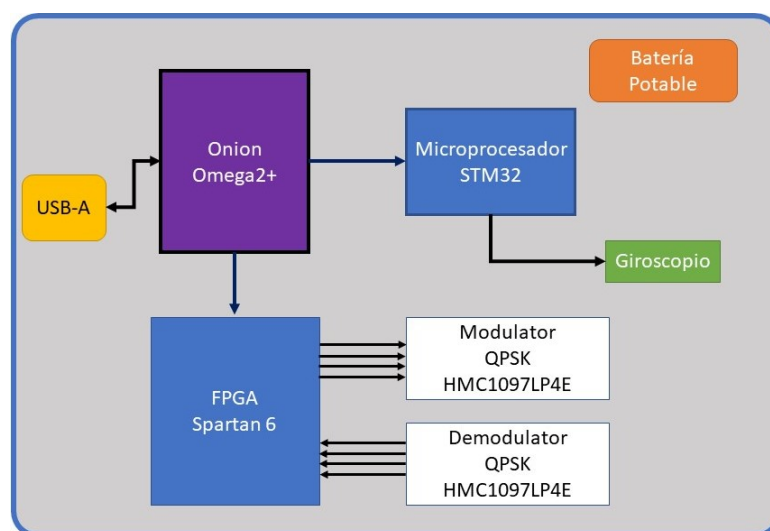 Batería
Potable
Onion
Omega2+
Microprocesador
STM32
USB-A
Giroscopio
FPGA
Spartan 6
Modulator
QPSK
HMC1097LP4E
Demodulator
QPSK
HMC1097LP4E